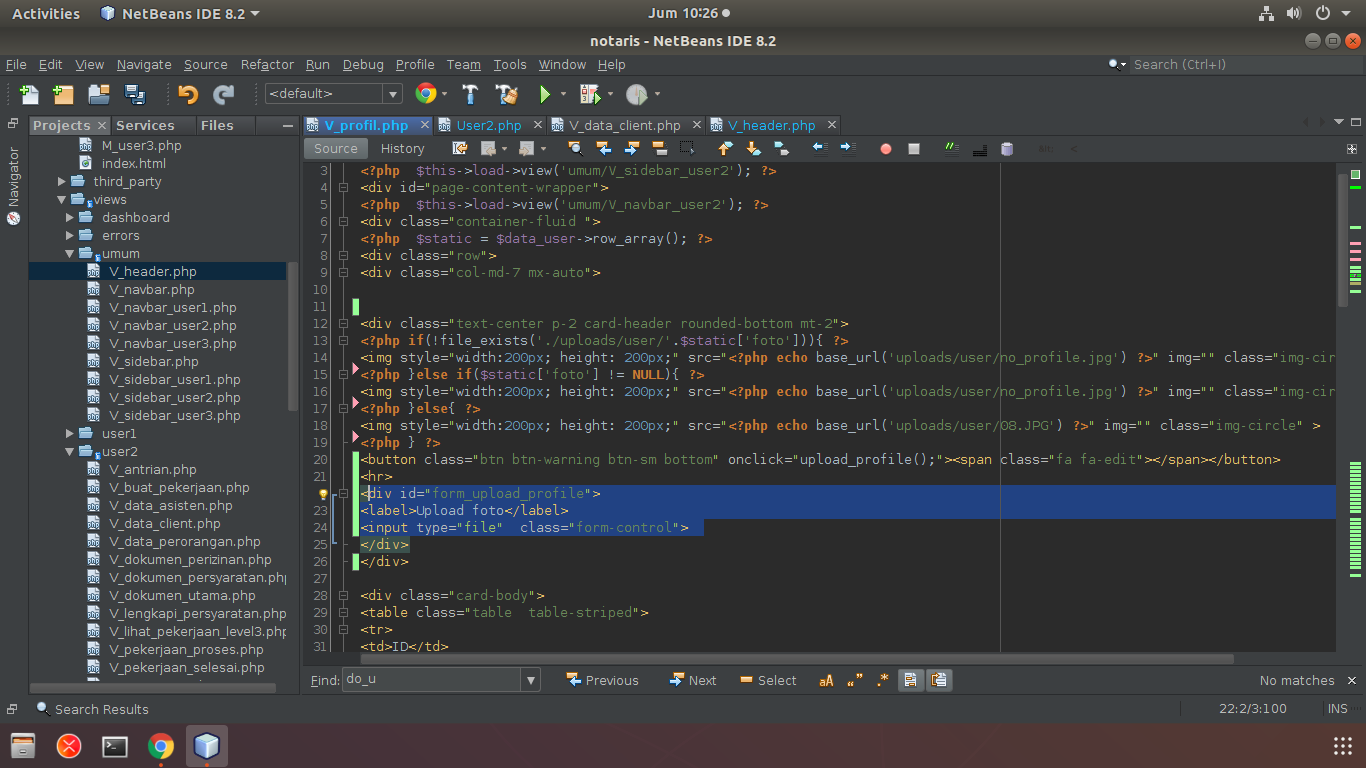 Activities NetBeans IDE 8.2 Jum 10:26
notaris - NetBeans IDE 8.2
File Edit View Navigate Source Refactor Run Debug Profile Team Tools Window Help Search (Ctrl+I)
<default>
Projects Services Files V_profil.php User2.php V_data_client.php V_header.php
Source History
Navigator
M_user3.php
index.html
third_party
views
dashboard
errors
umum
V_header.php
V_navbar.php
V_navbar_user1.php
V_navbar_user2.php
V_navbar_user3.php
V_sidebar.php
V_sidebar_user1.php
V_sidebar_user2.php
V_sidebar_user3.php
user1
user2
V_antrian.php
V_buat_pekerjaan.php
V_data_asisten.php
V_data_client.php
V_data_perorangan.php
V_dokumen_perizinan.php
V_dokumen_persyaratan.php
V_dokumen_utama.php
V_lengkapi_persyaratan.php
V_lihat_pekerjaan_level3.php
V_pekerjaan_proses.php
V_pekerjaan_selesai.php
3 <?php  $this->load->view('umum/V_sidebar_user2'); ?>
4 <div id="page-content-wrapper">
5 <?php  $this->load->view('umum/V_navbar_user2'); ?>
6 <div class="container-fluid ">
7 <?php  $static = $data_user->row_array(); ?>
8 <div class="row">
9 <div class="col-md-7 mx-auto">
10
11
12 <div class="text-center p-2 card-header rounded-bottom mt-2">
13 <?php if(!file_exists('./uploads/user/'.$static['foto'])){ ?>
14 <img style="width:200px; height: 200px;" src="<?php echo base_url('uploads/user/no_profile.jpg') ?>" img="" class="img-cir
15 <?php }else if($static['foto'] != NULL){ ?>
16 <img style="width:200px; height: 200px;" src="<?php echo base_url('uploads/user/no_profile.jpg') ?>" img="" class="img-cir
17 <?php }else{ ?>
18 <img style="width:200px; height: 200px;" src="<?php echo base_url('uploads/user/08.JPG') ?>" img="" class="img-circle" >
19 <?php } ?>
20 <button class="btn btn-warning btn-sm bottom" onclick="upload_profile();"><span class="fa fa-edit"></span></button>
21 <hr>
<div id="form_upload_profile">
23 <label>Upload foto</label>
24 <input type="file"  class="form-control">
25 </div>
26 </div>
27
28 <div class="card-body">
29 <table class="table  table-striped">
30 <tr>
31 <td>ID</td>
Find: do_u Previous Next Select aA No matches
Search Results 22:2/3:100 INS